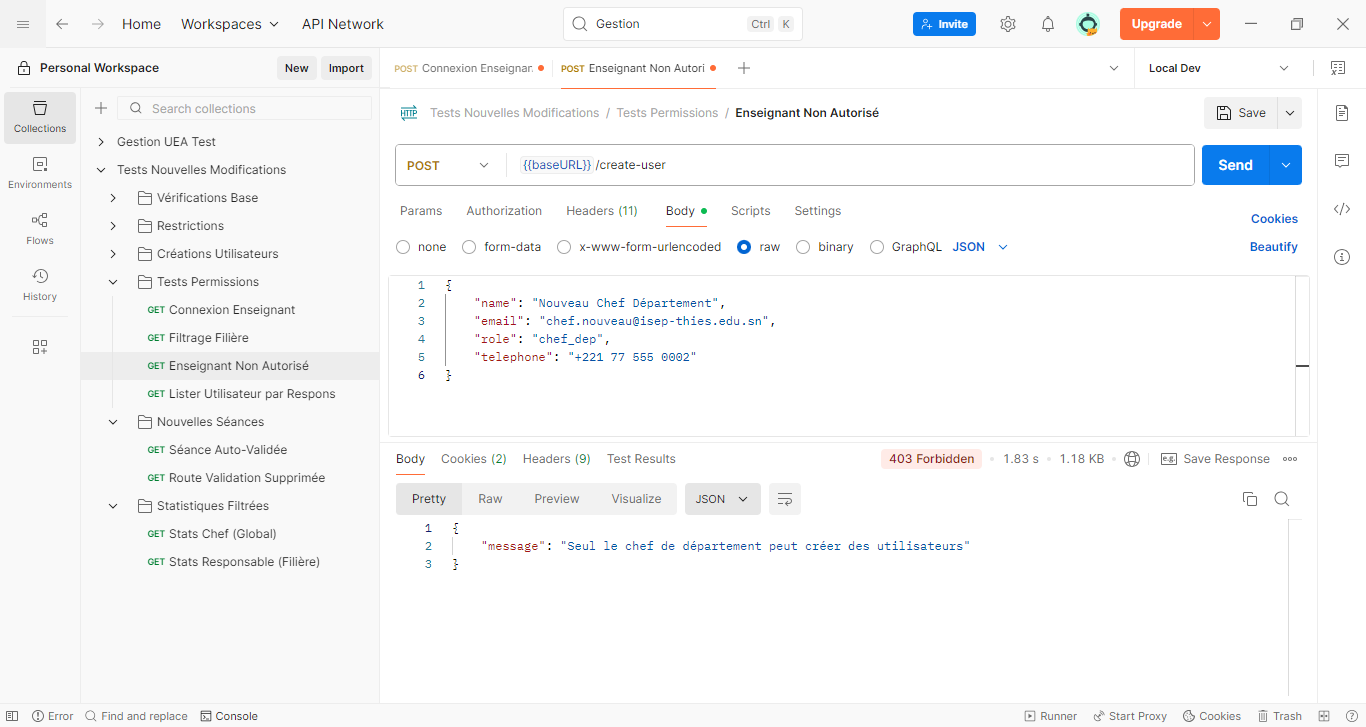 Home Workspaces API Network Gestion Ctrl K Invite Upgrade
Personal Workspace New Import
POST Connexion Enseignan POST Enseignant Non Autori Local Dev
Collections
Environments
Flows
History
Search collections
Gestion UEA Test
Tests Nouvelles Modifications
Vérifications Base
Restrictions
Créations Utilisateurs
Tests Permissions
GET Connexion Enseignant
GET Filtrage Filière
GET Enseignant Non Autorisé
GET Lister Utilisateur par Respons
Nouvelles Séances
GET Séance Auto-Validée
GET Route Validation Supprimée
Statistiques Filtrées
GET Stats Chef (Global)
GET Stats Responsable (Filière)
HTTP Tests Nouvelles Modifications / Tests Permissions / Enseignant Non Autorisé Save
POST {{baseURL}} /create-user Send
Params Authorization Headers (11) Body Scripts Settings Cookies
none form-data x-www-form-urlencoded raw binary GraphQL JSON Beautify
1 {
2 "name": "Nouveau Chef Département",
3 "email": "chef.nouveau@isep-thies.edu.sn",
4 "role": "chef_dep",
5 "telephone": "+221 77 555 0002"
6 }
Body Cookies (2) Headers (9) Test Results 403 Forbidden 1.83 s 1.18 KB e.g. Save Response
Pretty Raw Preview Visualize JSON
1 {
2 "message": "Seul le chef de département peut créer des utilisateurs"
3 }
Error Find and replace Console Runner Start Proxy Cookies Trash